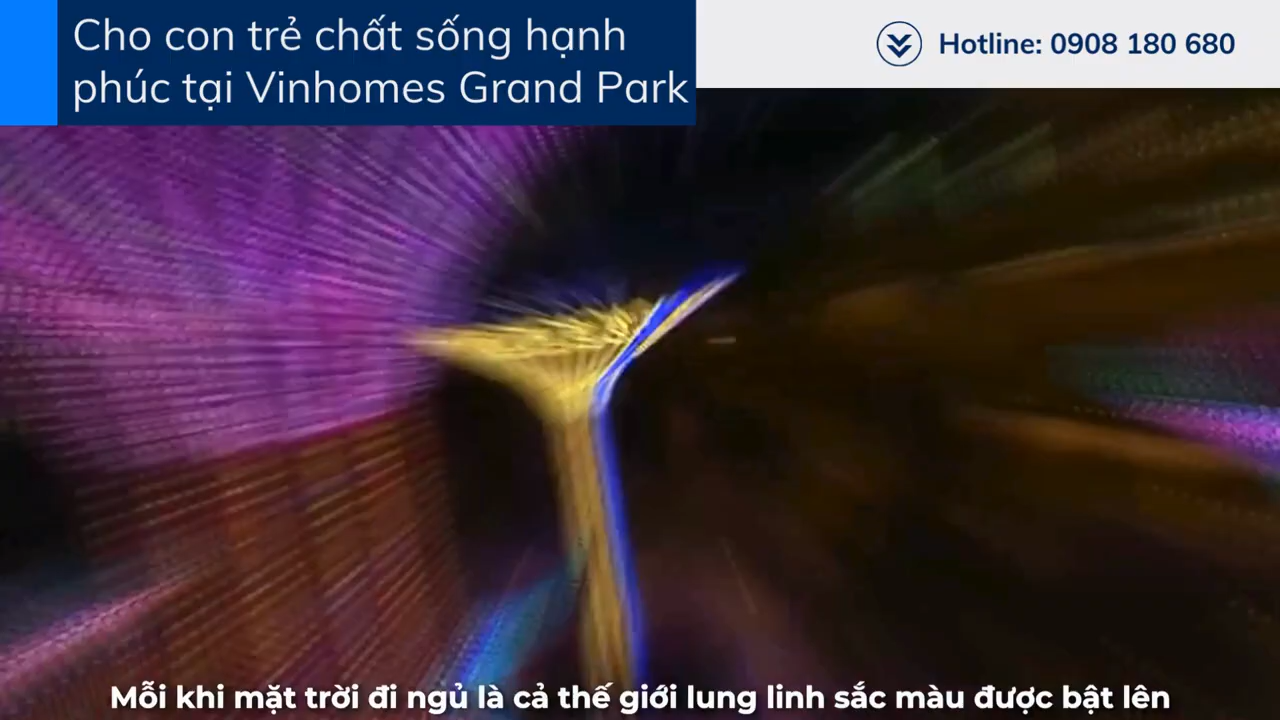 Cho con trẻ chất sống hạnh
phúc tại Vinhomes Grand Park
Hotline: 0908 180 680
Mỗi khi mặt trời đi ngủ là cả thế giới lung linh sắc màu được bật lên